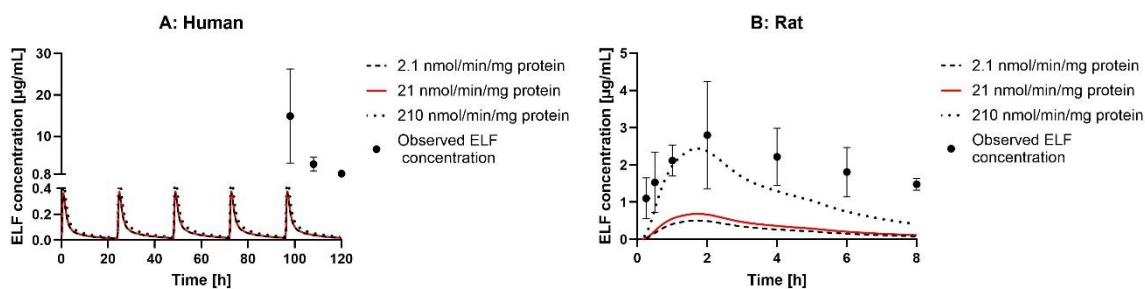 A: Human
ELF concentration [µg/mL]
30
20
10
0.8
0.4
0.2
0.0
0 20 40 60 80 100 120
Time [h]
2.1 nmol/min/mg protein
21 nmol/min/mg protein
210 nmol/min/mg protein
Observed ELF
concentration
B: Rat
ELF concentration [µg/mL]
5
4
3
2
1
0
0 2 4 6 8
Time [h]
2.1 nmol/min/mg protein
21 nmol/min/mg protein
210 nmol/min/mg protein
Observed ELF
concentration